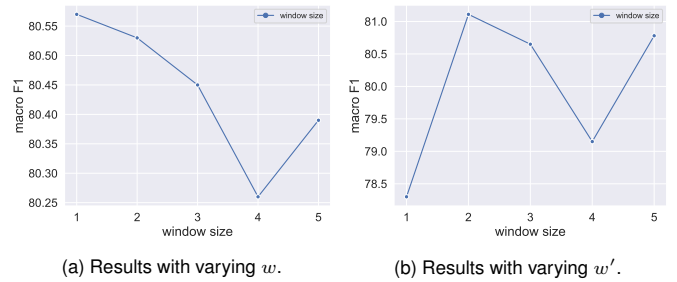 window size
80.55
80.50
80.45
80.40
80.35
80.30
80.25
macro F1
1 2 3 4 5
window size
(a) Results with varying w.
window size
81.0
80.5
80.0
79.5
79.0
78.5
macro F1
1 2 3 4 5
window size
(b) Results with varying w′.